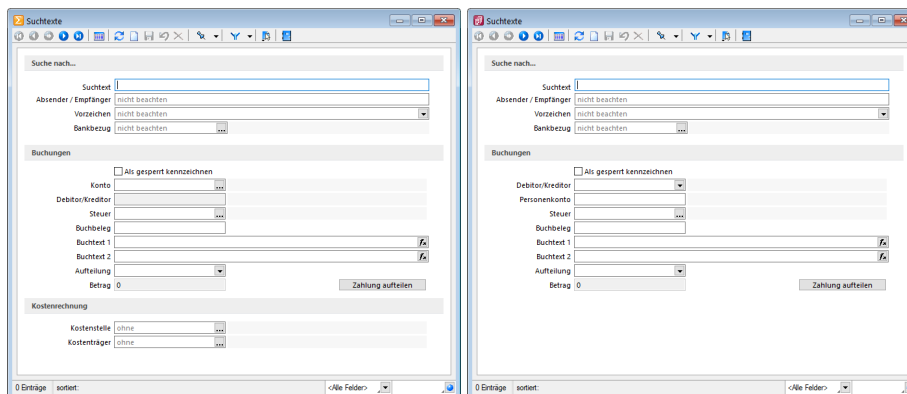 Suchtexte
Suche nach...
Suchtext
Absender / Empfänger nicht beachten
Vorzeichen nicht beachten
Bankbezug nicht beachten ...
Buchungen
Als gesperrt kennzeichnen
Konto ...
Debitor/Kreditor
Steuer ...
Buchbeleg
Buchtext 1 fx
Buchtext 2 fx
Aufteilung
Betrag 0 Zahlung aufteilen
Kostenrechnung
Kostenstelle ohne ...
Kostenträger ohne ...
0 Einträge sortiert: <Alle Felder>
Suchtexte
Suche nach...
Suchtext
Absender / Empfänger nicht beachten
Vorzeichen nicht beachten
Bankbezug nicht beachten ...
Buchungen
Als gesperrt kennzeichnen
Debitor/Kreditor
Personenkonto
Steuer ...
Buchbeleg
Buchtext 1 fx
Buchtext 2 fx
Aufteilung
Betrag 0 Zahlung aufteilen
0 Einträge sortiert: <Alle Felder>